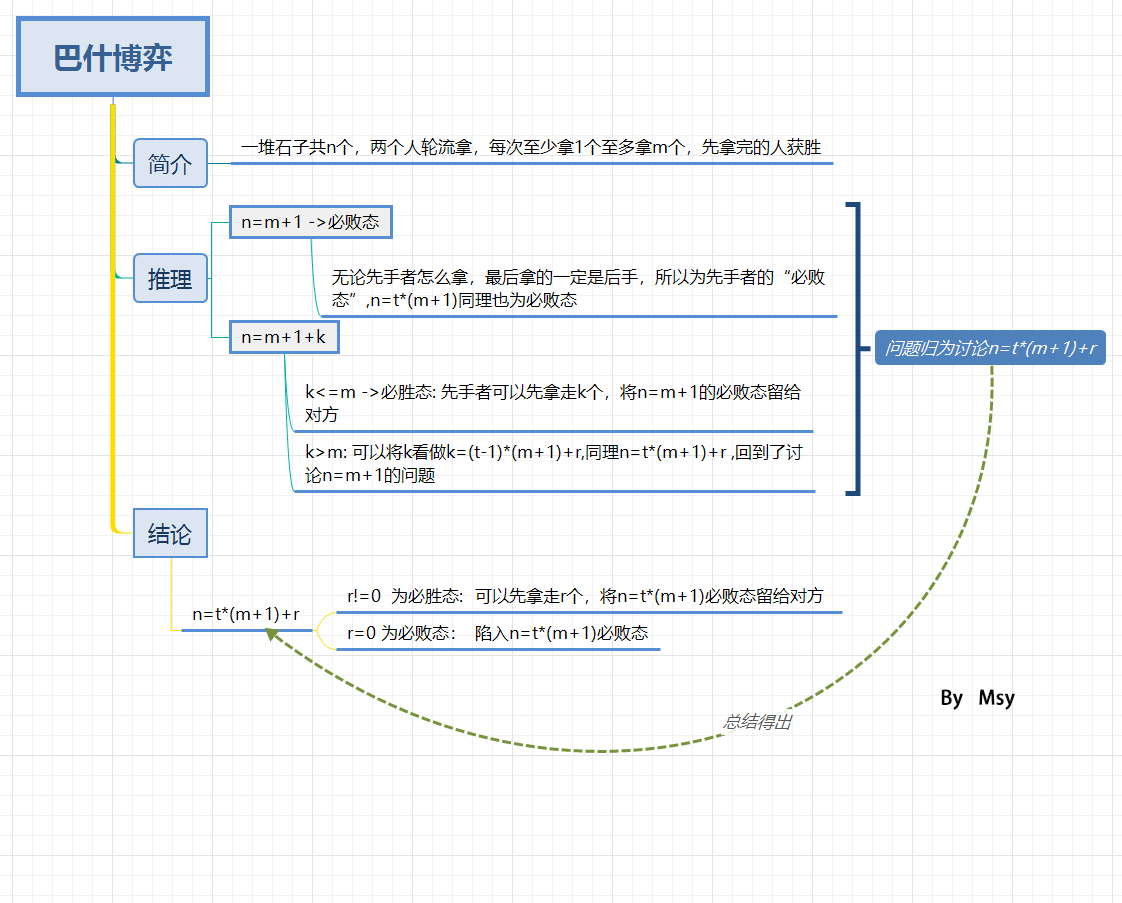 巴什博弈
简介
一堆石子共n个，两个人轮流拿，每次至少拿1个至多拿m个，先拿完的人获胜
推理
n=m+1 ->必败态
无论先手者怎么拿，最后拿的一定是后手，所以为先手者的“必败
态”,n=t*(m+1)同理也为必败态
n=m+1+k
k<=m ->必胜态: 先手者可以先拿走k个，将n=m+1的必败态留给
对方
k>m: 可以将k看做k=(t-1)*(m+1)+r,同理n=t*(m+1)+r ,回到了讨
论n=m+1的问题
问题归为讨论n=t*(m+1)+r
结论
n=t*(m+1)+r
r!=0  为必胜态:  可以先拿走r个，将n=t*(m+1)必败态留给对方
r=0 为必败态：  陷入n=t*(m+1)必败态
总结得出
By  Msy